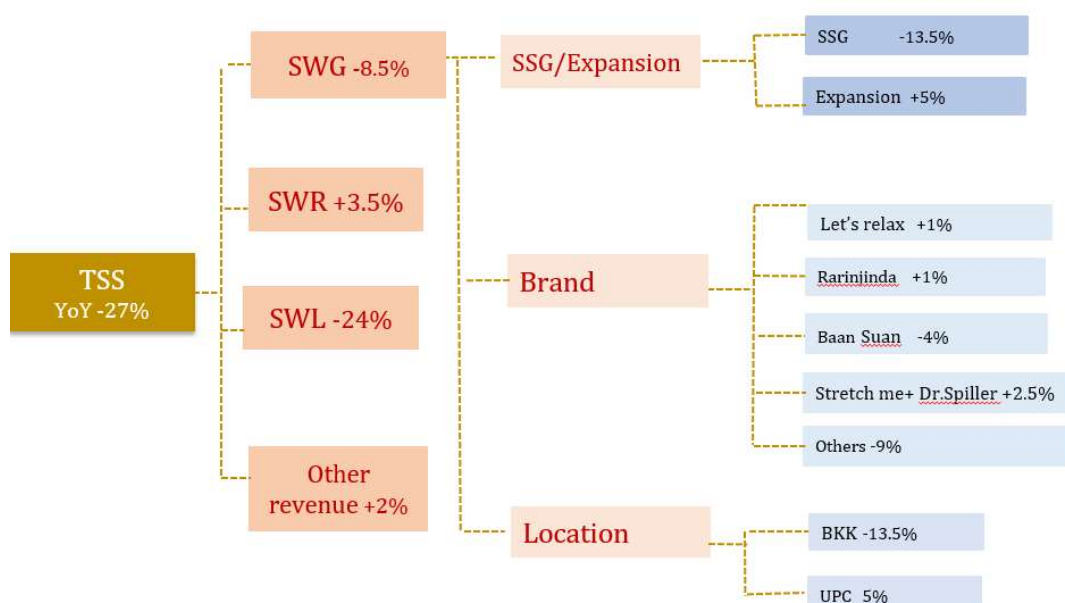 TSS
YoY -27%
SWG -8.5%
SWR +3.5%
SWL -24%
Other
revenue +2%
SSG/Expansion
Brand
Location
SSG -13.5%
Expansion +5%
Let's relax +1%
Rarinjinda +1%
Baan Suan -4%
Stretch me+ Dr.Spiller +2.5%
Others -9%
BKK -13.5%
UPC 5%